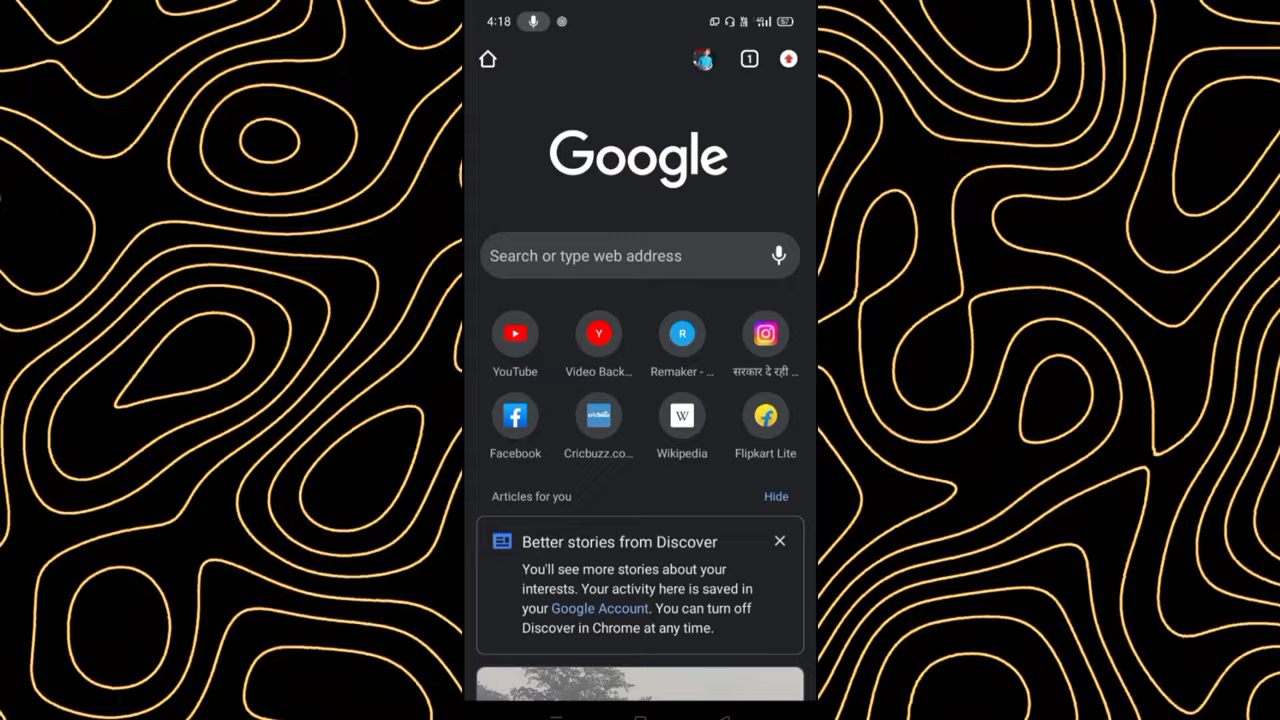 4:18
57
1
Google
Search or type web address
YouTube
Video Back...
Remaker - ...
सरकार दे रही ...
Facebook
Cricbuzz.co...
Wikipedia
Flipkart Lite
Articles for you
Hide
Better stories from Discover
You'll see more stories about your
interests. Your activity here is saved in
your Google Account. You can turn off
Discover in Chrome at any time.